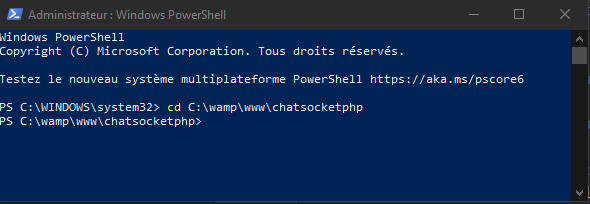 Administrateur : Windows PowerShell
Windows PowerShell
Copyright (C) Microsoft Corporation. Tous droits réservés.
Testez le nouveau système multiplateforme PowerShell https://aka.ms/pscore6
PS C:\WINDOWS\system32> cd C:\wamp\www\chatsocketphp
PS C:\wamp\www\chatsocketphp>